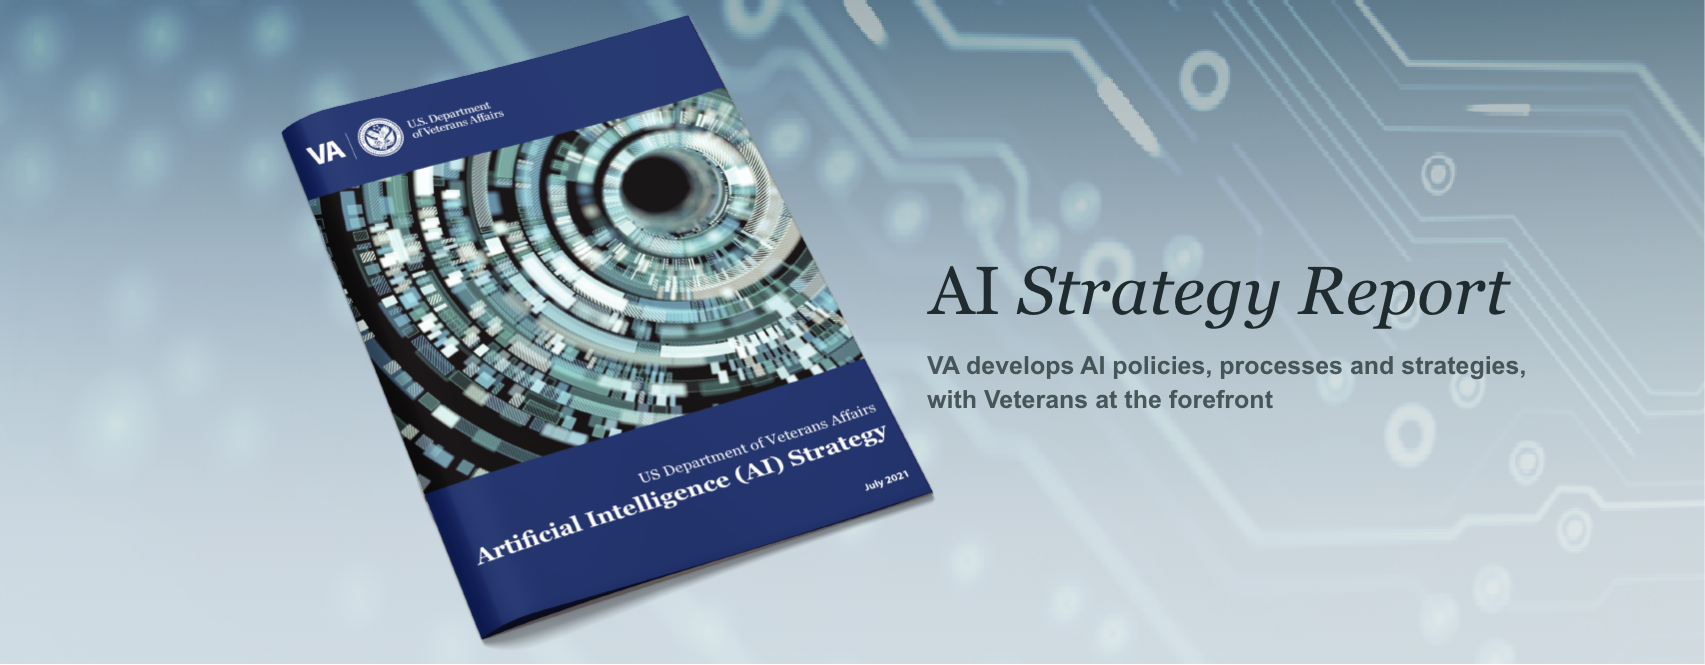 VA
U.S. Department
of Veterans Affairs
US Department of Veterans Affairs
Artificial Intelligence (AI) Strategy
July 2021
AI Strategy Report
VA develops AI policies, processes and strategies,
with Veterans at the forefront